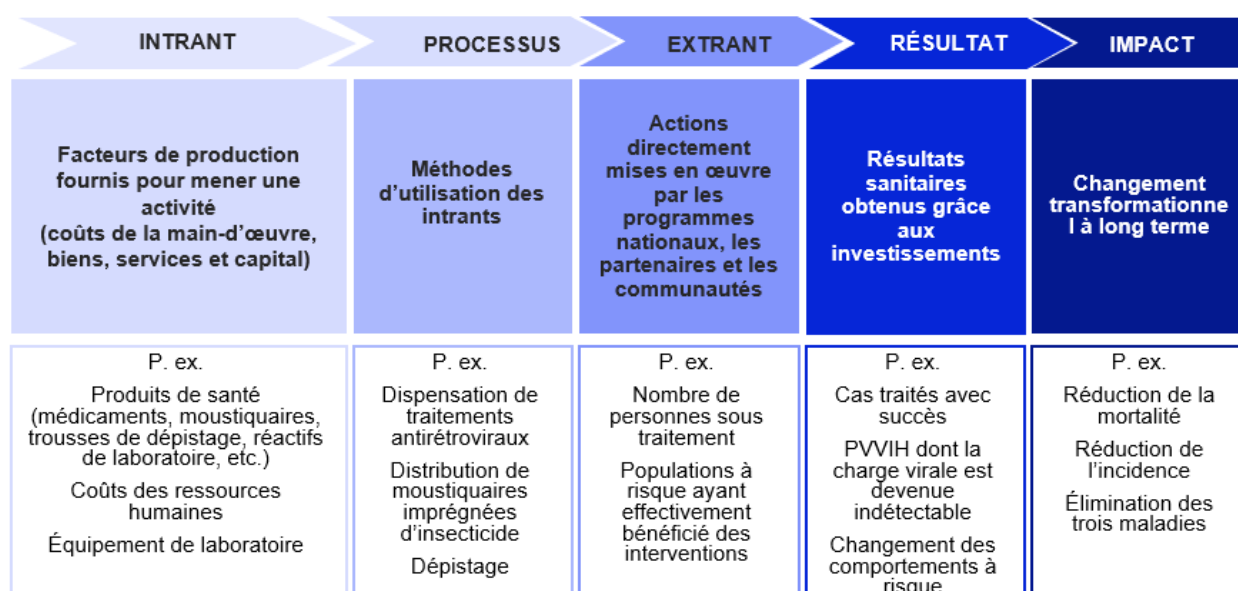 INTRANT
PROCESSUS
EXTRANT
RÉSULTAT
IMPACT
Facteurs de production
fournis pour mener une
activité
(coûts de la main-d'œuvre,
biens, services et capital)
Méthodes
d'utilisation des
intrants
Actions
directement
mises en œuvre
par les
programmes
nationaux, les
partenaires et les
communautés
Résultats
sanitaires
obtenus grâce
aux
investissements
Changement
transformationne
l à long terme
P. ex.
Produits de santé
(médicaments, moustiquaires,
trousses de dépistage, réactifs
de laboratoire, etc.)
Coûts des ressources
humaines
Équipement de laboratoire
P. ex.
Dispensation de
traitements
antirétroviraux
Distribution de
moustiquaires
imprégnées
d'insecticide
Dépistage
P. ex.
Nombre de
personnes sous
traitement
Populations à
risque ayant
effectivement
bénéficié des
interventions
P. ex.
Cas traités avec
succès
PVVIH dont la
charge virale est
devenue
indétectable
Changement des
comportements à
risque
P. ex.
Réduction de la
mortalité
Réduction de
l'incidence
Élimination des
trois maladies